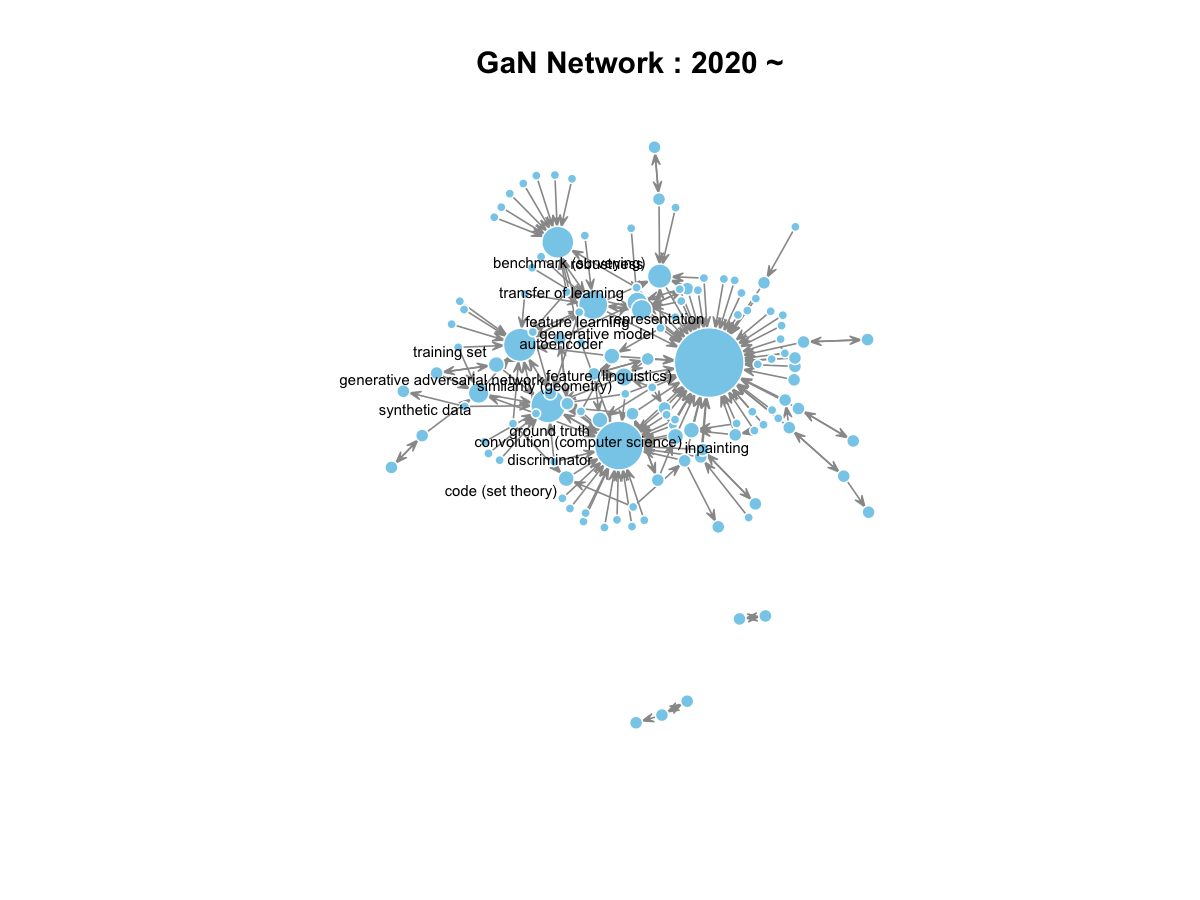 GaN Network : 2020 ~
benchmark (surveying)
robustness
transfer of learning
representation
feature learning
generative model
autoencoder
training set
feature (linguistics)
generative adversarial network
similarity (geometry)
synthetic data
ground truth
convolution (computer science)
inpainting
discriminator
code (set theory)